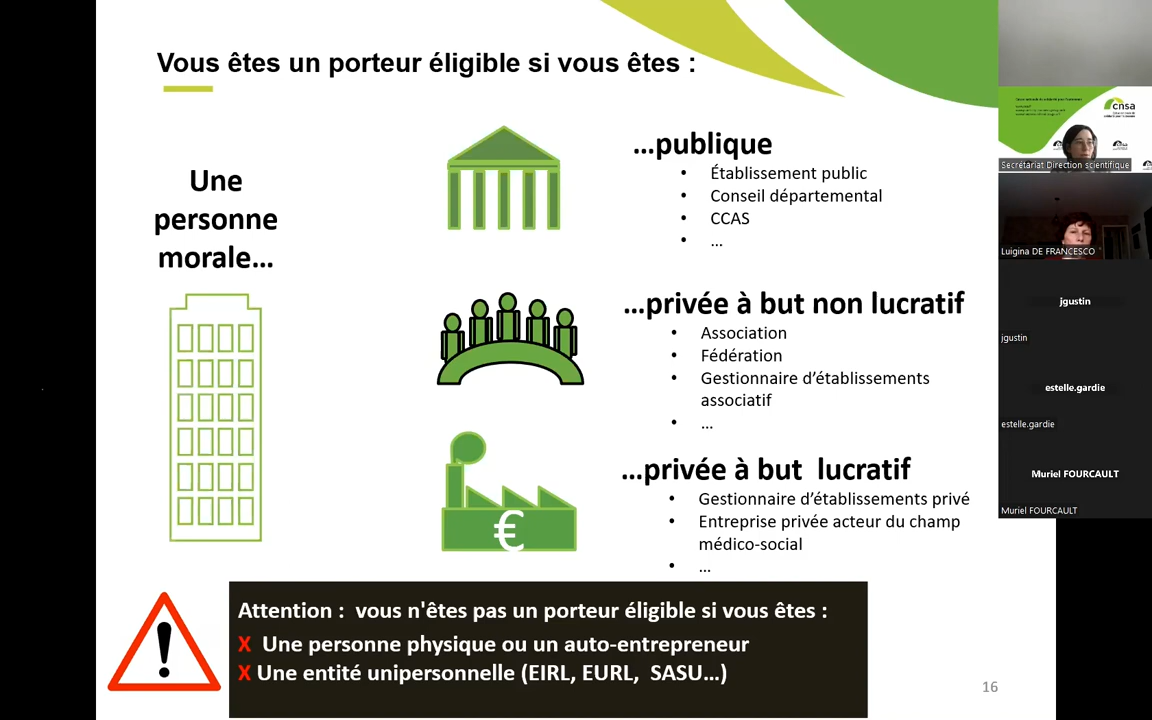 Vous êtes un porteur éligible si vous êtes :
Une
personne
morale...
...publique
• Établissement public
• Conseil départemental
• CCAS
• ...
...privée à but non lucratif
• Association
• Fédération
• Gestionnaire d’établissements
associatif
• ...
€
...privée à but lucratif
• Gestionnaire d’établissements privé
• Entreprise privée acteur du champ
médico-social
• ...
Attention : vous n'êtes pas un porteur éligible si vous êtes :
X Une personne physique ou un auto-entrepreneur
X Une entité unipersonnelle (EIRL, EURL, SASU...)
16
cnsa
Secrétariat Direction scientifique
Luigina DE FRANCESCO
jgustin
jgustin
estelle.gardie
estelle.gardie
Muriel FOURCAULT
Muriel FOURCAULT